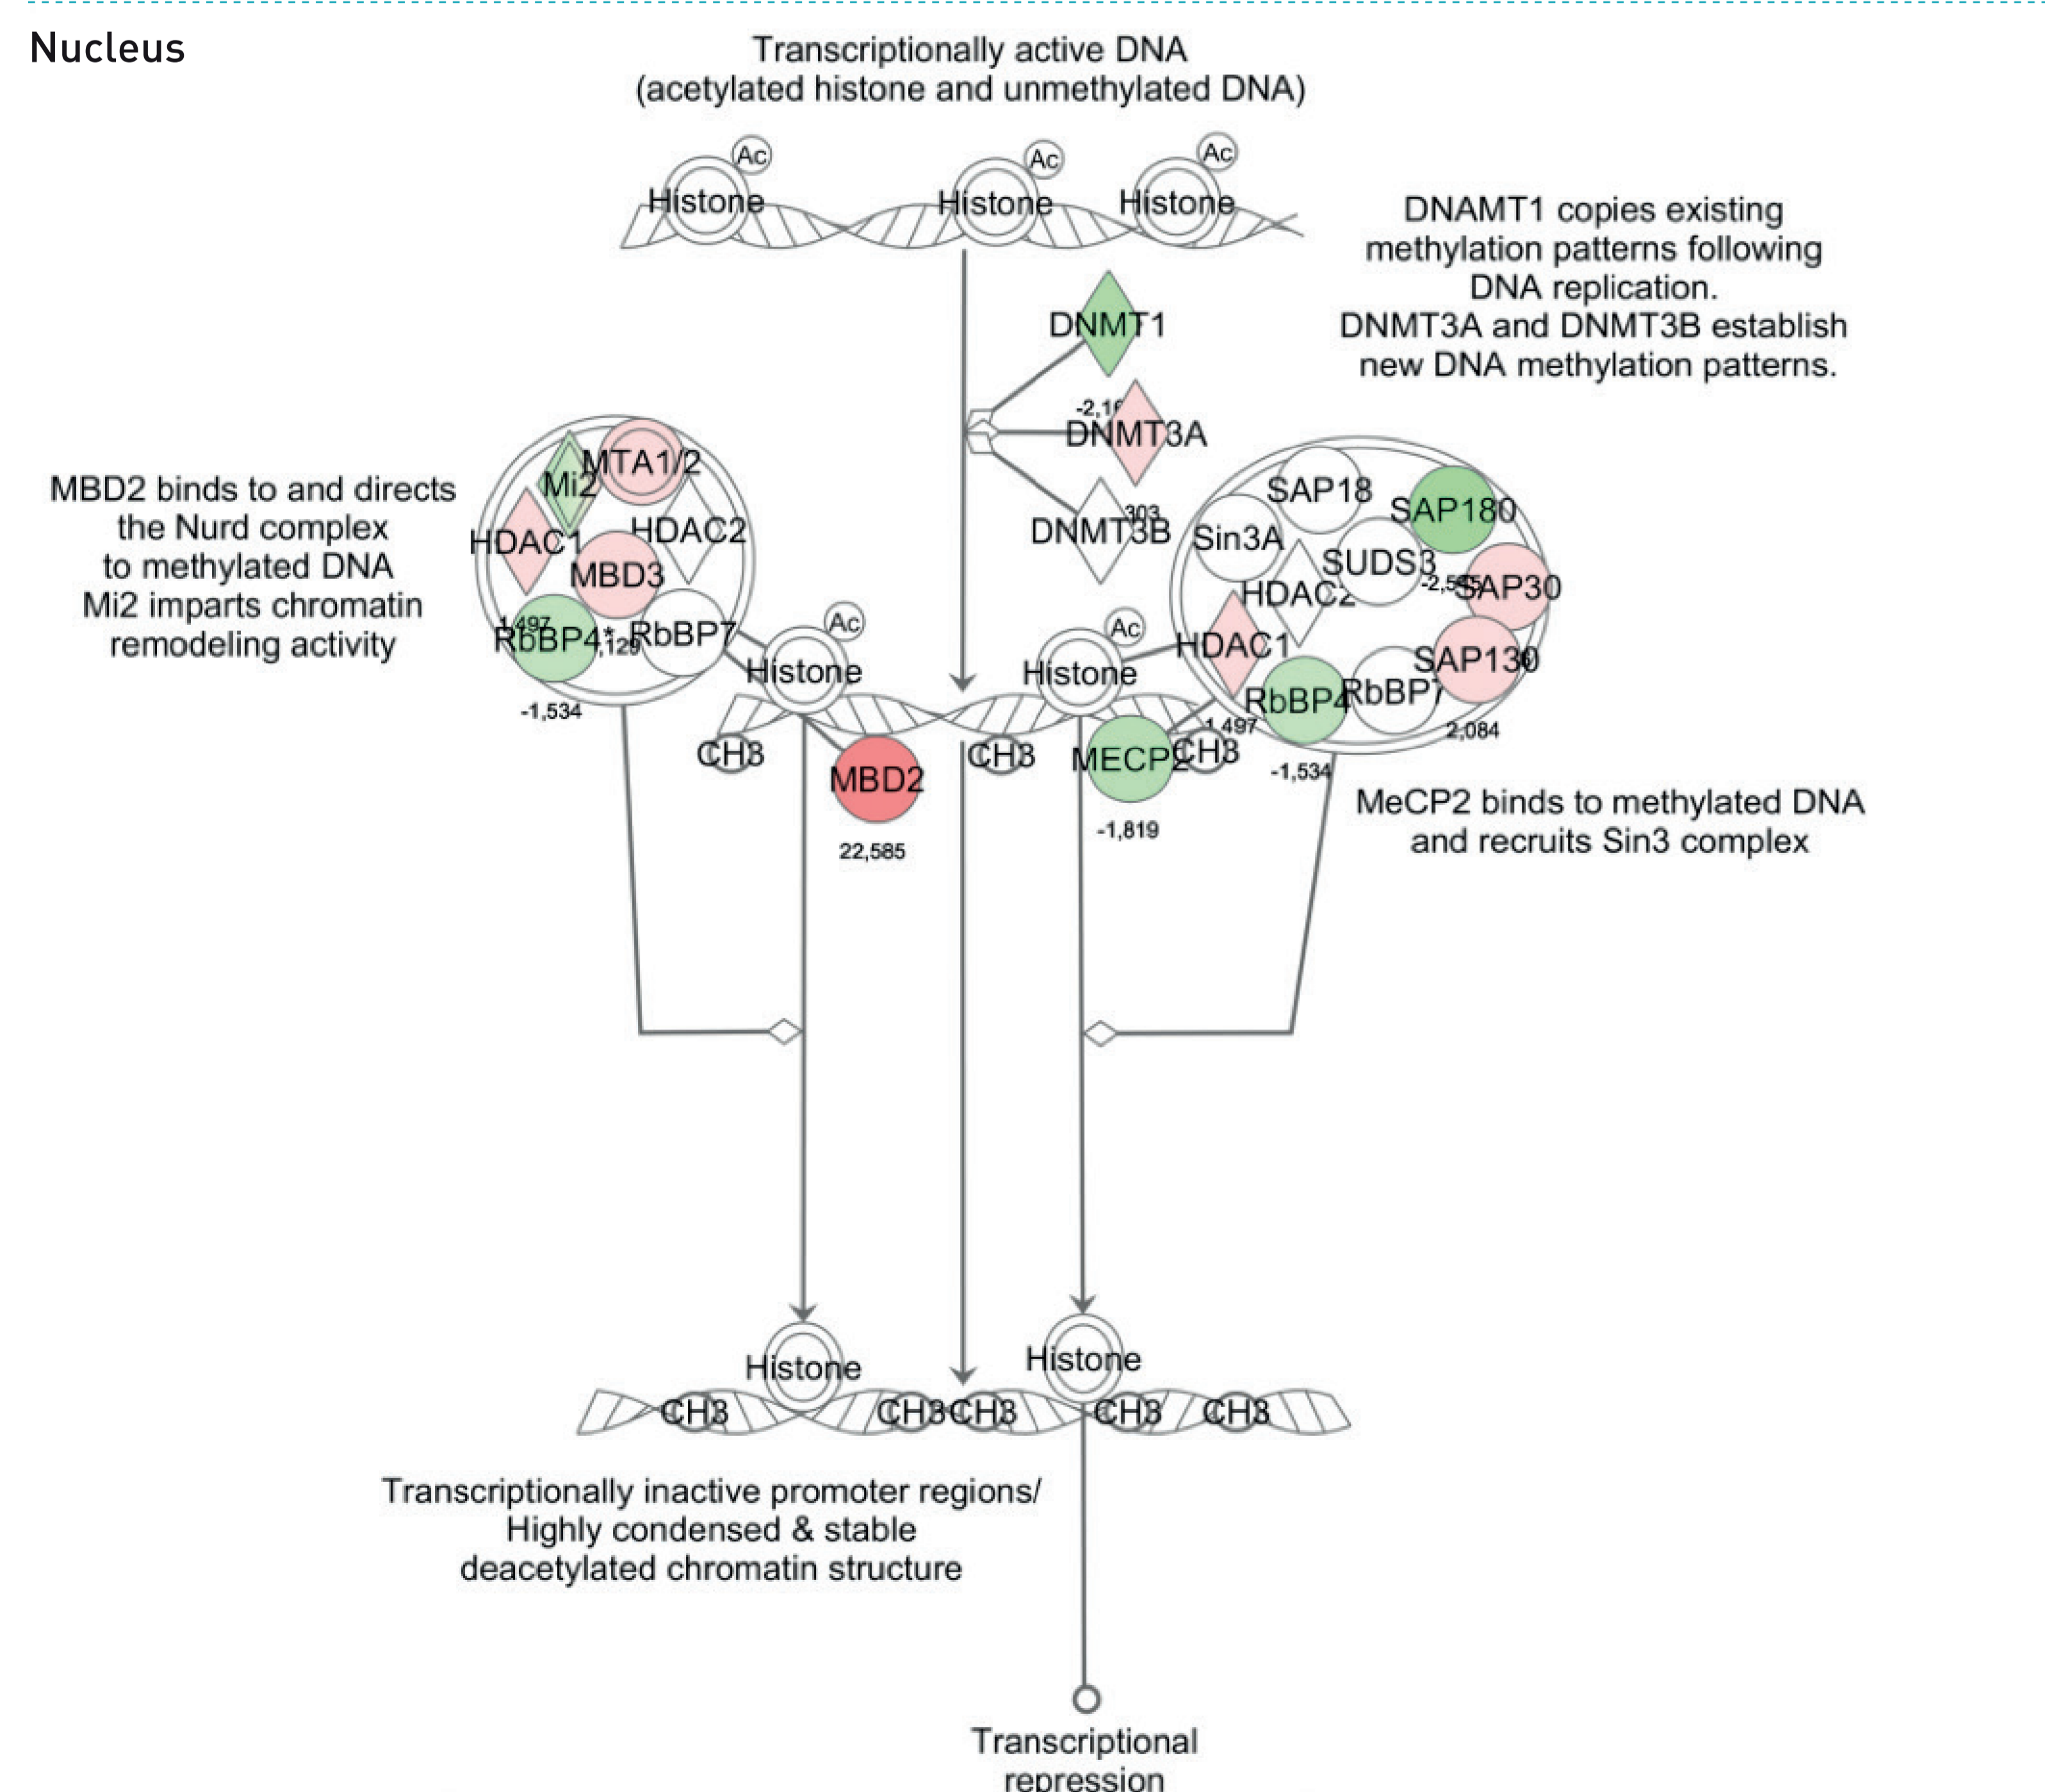 Nucleus
Transcriptionally active DNA
(acetylated histone and unmethylated DNA)
Ac
Ac
Ac
Histone
Histone
Histone
DNAMT1 copies existing
methylation patterns following
DNA replication.
DNMT3A and DNMT3B establish
new DNA methylation patterns.
DNMT1
DNMT3A
303
DNMT3B
MBD2 binds to and directs
the Nurd complex
to methylated DNA
Mi2 imparts chromatin
remodeling activity
MTA1/2
Mi2
HDAC2
HDAC1
MBD3
1,497
RbBP4*
RbBP7
-1,534
SAP18
SAP180
Sin3A
SUDS3
SAP30
HDAC2
HDAC1
SAP130
RbBP4
RbBP7
1,497
2,084
-1,534
Ac
Histone
Ac
Histone
CH3
MBD2
22,585
CH3
MECP2
CH3
-1,819
MeCP2 binds to methylated DNA
and recruits Sin3 complex
Histone
Histone
CH3
CH3
CH3
CH3
CH3
Transcriptionally inactive promoter regions/
Highly condensed & stable
deacetylated chromatin structure
Transcriptional
repression